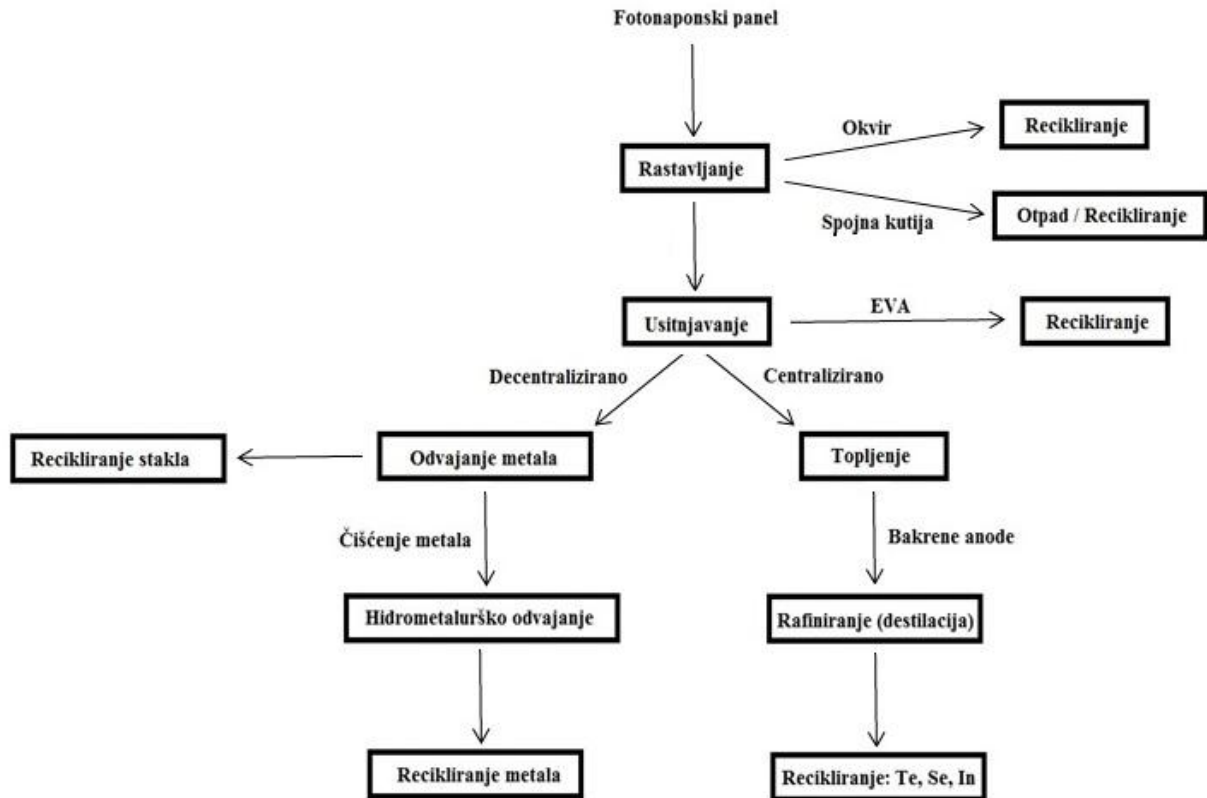 Fotonaponski panel
Okvir
Recikliranje
Rastavljanje
Spojna kutija
Otpad / Recikliranje
EVA
Usitnjavanje
Recikliranje
Decentralizirano
Centralizirano
Recikliranje stakla
Odvajanje metala
Topljenje
Čišćenje metala
Bakrene anode
Hidrometalurško odvajanje
Rafiniranje (destilacija)
Recikliranje metala
Recikliranje: Te, Se, In